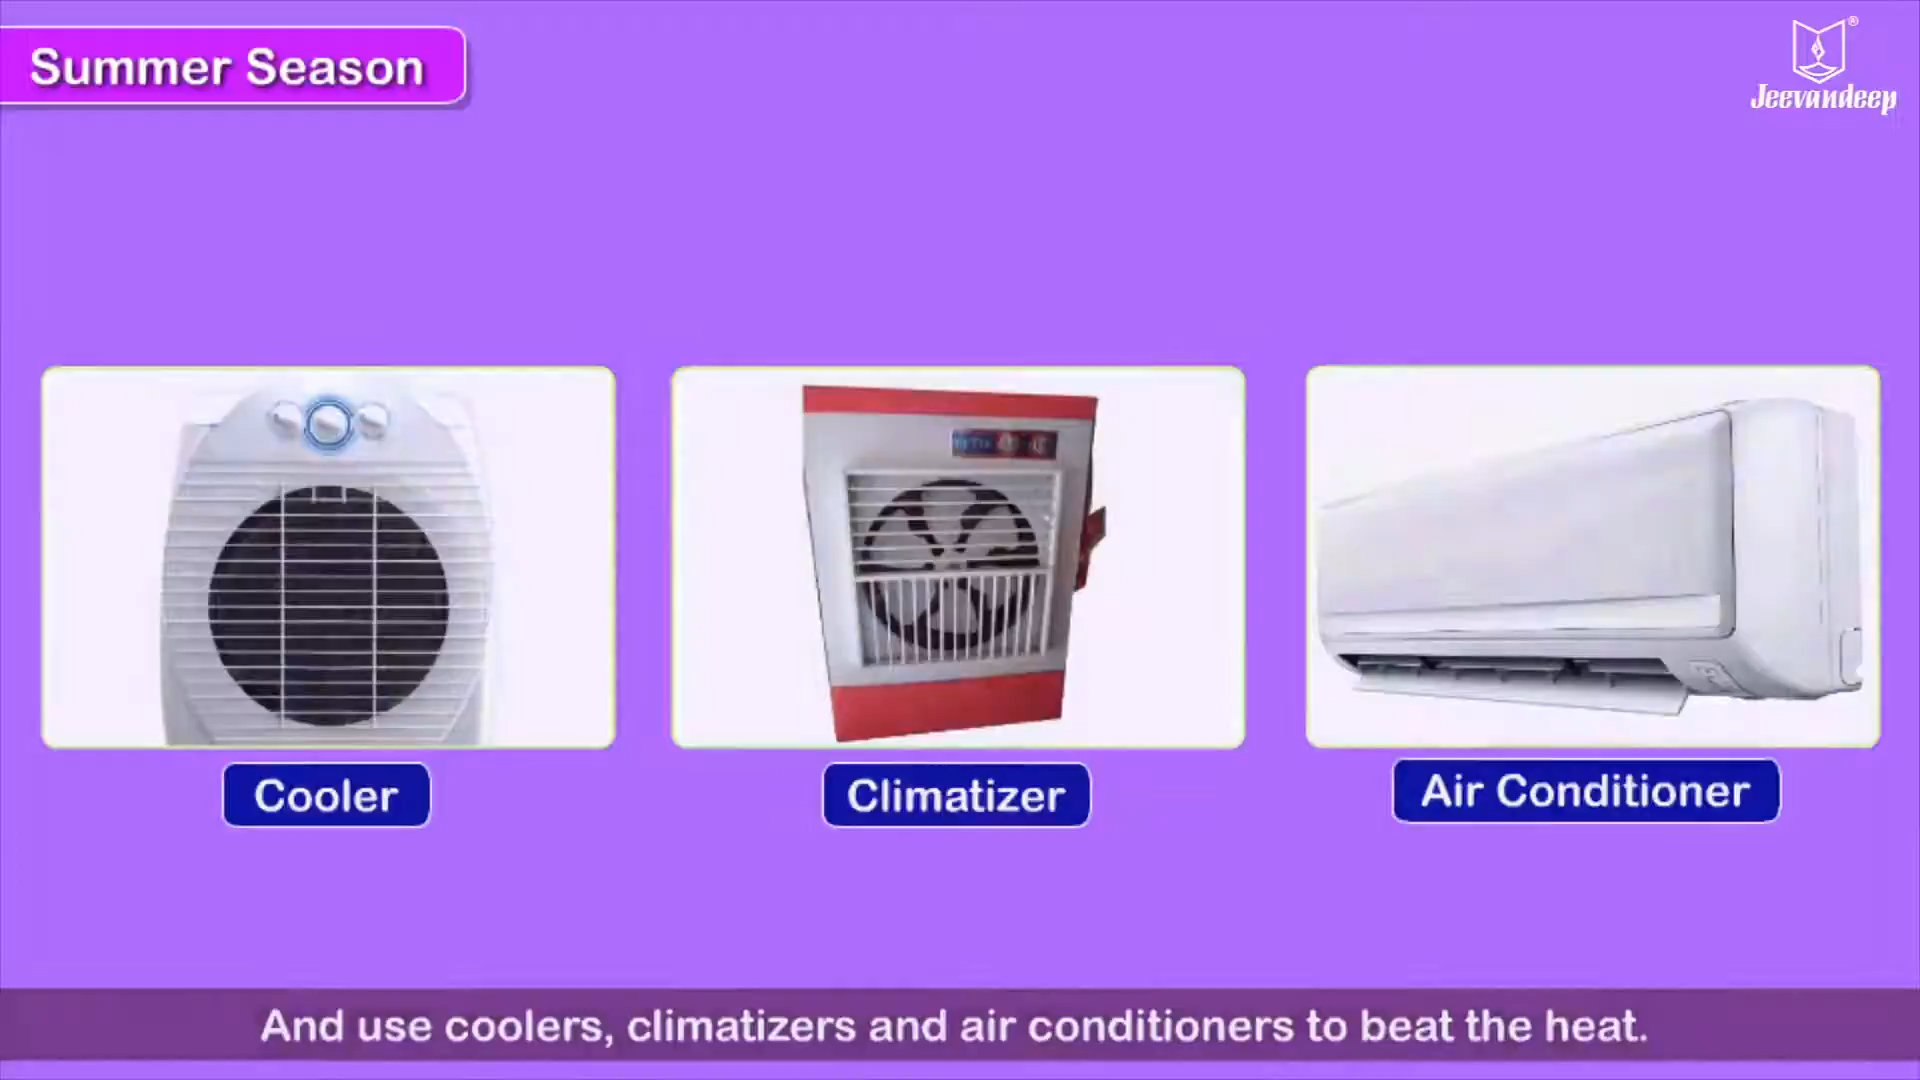 Summer Season
Jeevandeep
Cooler
Climatizer
Air Conditioner
And use coolers, climatizers and air conditioners to beat the heat.